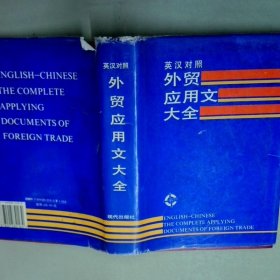 英汉对照
外贸
应用文
大全
ENGLISH-CHINESE
THE COMPLETE APPLYING
DOCUMENTS OF FOREIGN TRADE
英汉对照
外贸应用文大全
现代出版社
ENGLISH-CHINESE
THE COMPLETE
APPLYING
DOCUMENTS OF
FOREIGN TRADE